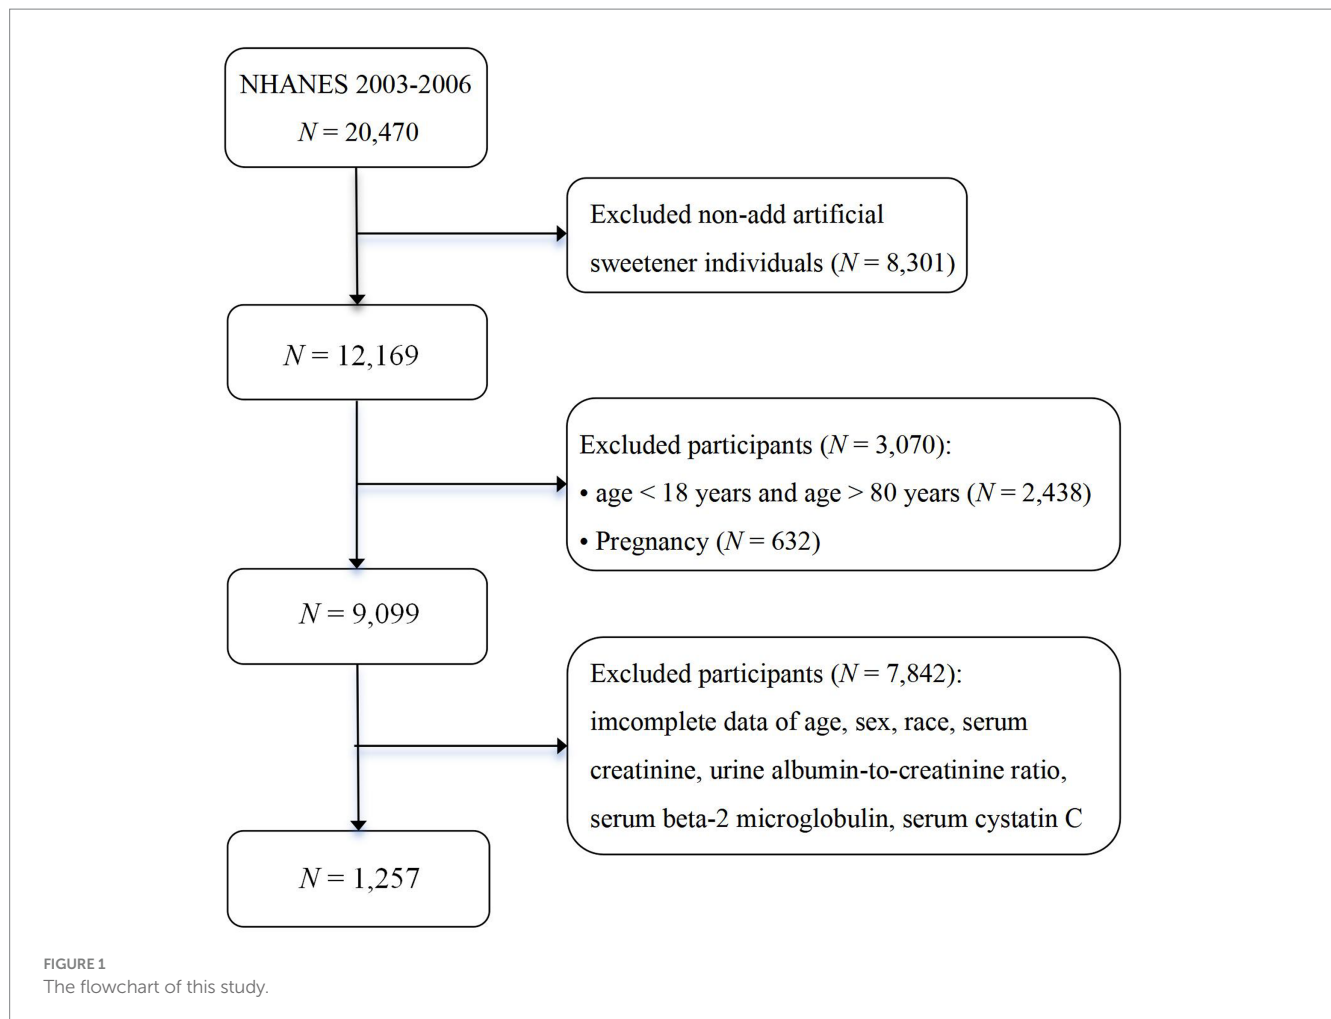 NHANES 2003-2006
N = 20,470
Excluded non-add artificial
sweetener individuals (N = 8,301)
N = 12,169
Excluded participants (N = 3,070):
• age < 18 years and age > 80 years (N = 2,438)
• Pregnancy (N = 632)
N = 9,099
Excluded participants (N = 7,842):
imcomplete data of age, sex, race, serum
creatinine, urine albumin-to-creatinine ratio,
serum beta-2 microglobulin, serum cystatin C
N = 1,257
FIGURE 1
The flowchart of this study.